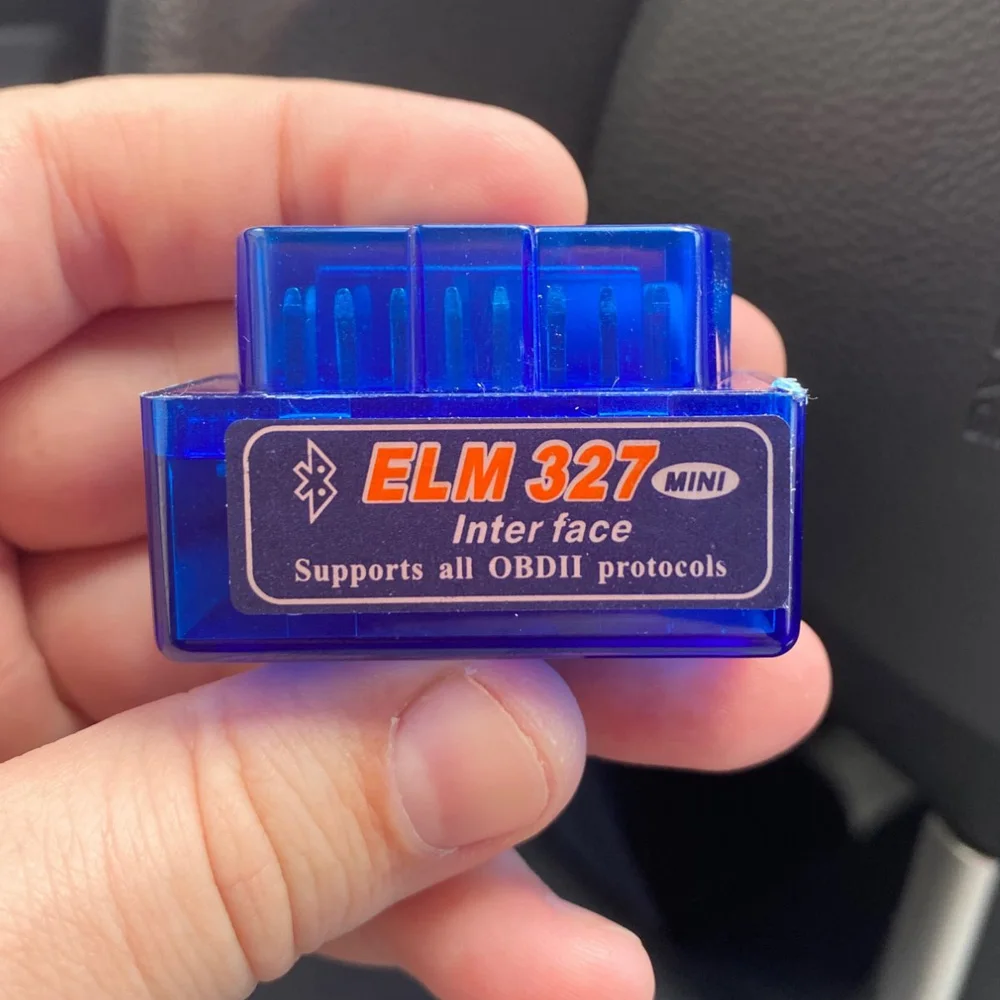 ELM 327 MINI
Inter face
Supports all OBDII protocols